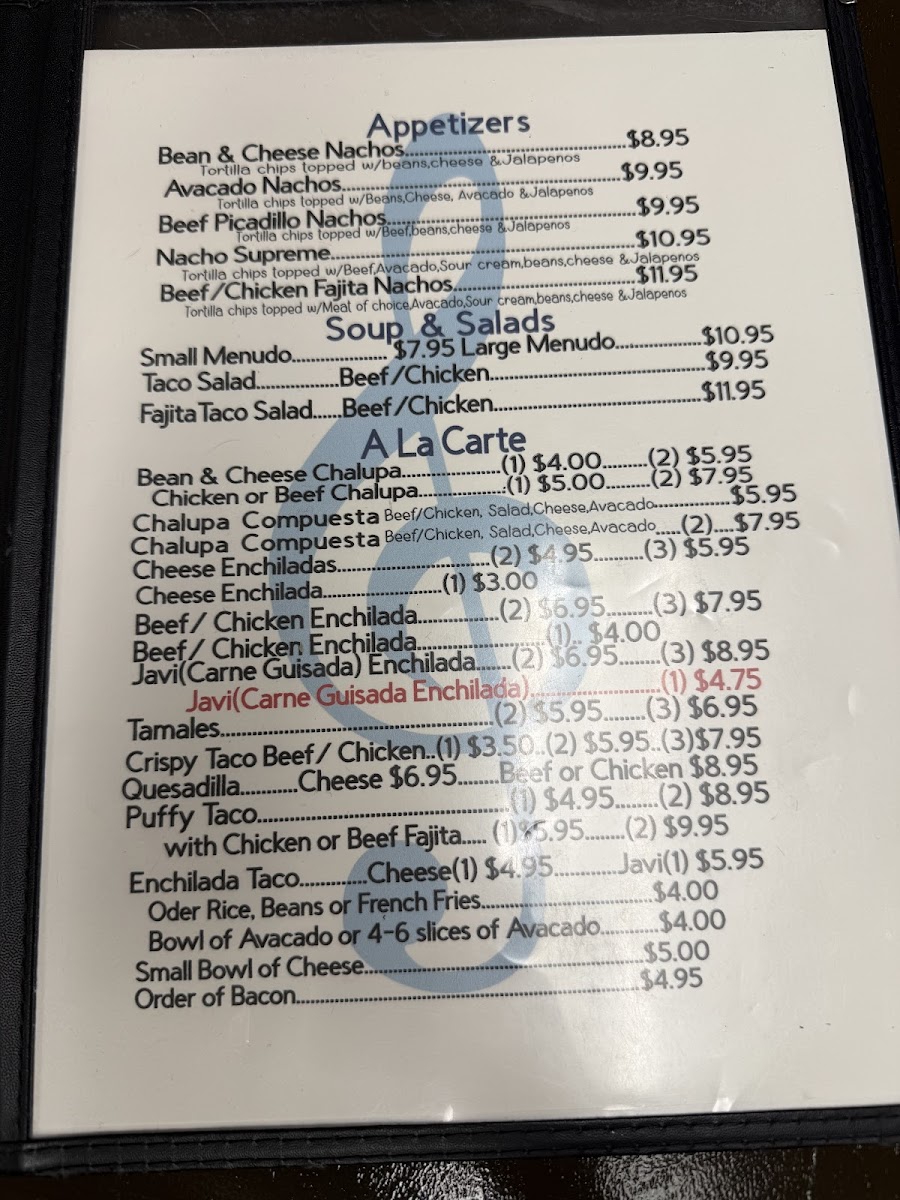 Appetizers
Bean & Cheese Nachos....................................$8.95
Tortilla chips topped w/beans,cheese &Jalapenos
Avacado Nachos.............................................$9.95
Tortilla chips topped w/Beans,Cheese, Avacado &Jalapenos
Beef Picadillo Nachos........................................$9.95
Tortilla chips topped w/Beef,beans,cheese &Jalapenos
Nacho Supreme.................................................$10.95
Tortilla chips topped w/Beef,Avacado,Sour cream,beans,cheese &Jalapenos
Beef/Chicken Fajita Nachos.............................$11.95
Tortilla chips topped w/Meat of choice,Avacado,Sour cream,beans,cheese &Jalapenos
Soup & Salads
Small Menudo................ $7.95 Large Menudo...............$10.95
Taco Salad..............Beef/Chicken...................................$9.95
Fajita Taco Salad.....Beef/Chicken...................................$11.95
A La Carte
Bean & Cheese Chalupa.................(1) $4.00........(2) $5.95
Chicken or Beef Chalupa...............(1) $5.00........(2) $7.95
Chalupa Compuesta Beef/Chicken, Salad,Cheese,Avacado.............$5.95
Chalupa Compuesta Beef/Chicken, Salad,Cheese,Avacado.....(2)....$7.95
Cheese Enchiladas..........................(2) $4.95.........(3) $5.95
Cheese Enchilada....................(1) $3.00
Beef/ Chicken Enchilada..............(2) $6.95........(3) $7.95
Beef/ Chicken Enchilada......................(1).. $4.00
Javi(Carne Guisada) Enchilada......(2) $6.95.......(3) $8.95
Javi(Carne Guisada Enchilada)......................(1) $4.75
Tamales...............................................(2) $5.95.......(3) $6.95
Crispy Taco Beef/ Chicken..(1) $3.50..(2) $5.95..(3)$7.95
Quesadilla..........Cheese $6.95.......Beef or Chicken $8.95
Puffy Taco...........................................(1) $4.95.......(2) $8.95
with Chicken or Beef Fajita..... (1)$5.95.......(2) $9.95
Enchilada Taco............Cheese(1) $4.95...........Javi(1) $5.95
Oder Rice, Beans or French Fries..............................$4.00
Bowl of Avacado or 4-6 slices of Avacado..........$4.00
Small Bowl of Cheese................................................$5.00
Order of Bacon............................................................$4.95